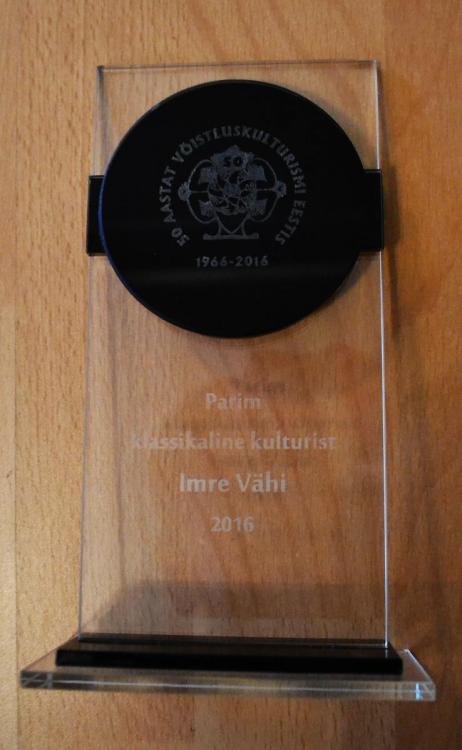 50 AASTAT VÕISTLUSKULTURISMI EESTIS
50
1966-2016
Parim
klassikaline kulturist
Imre Vähi
2016